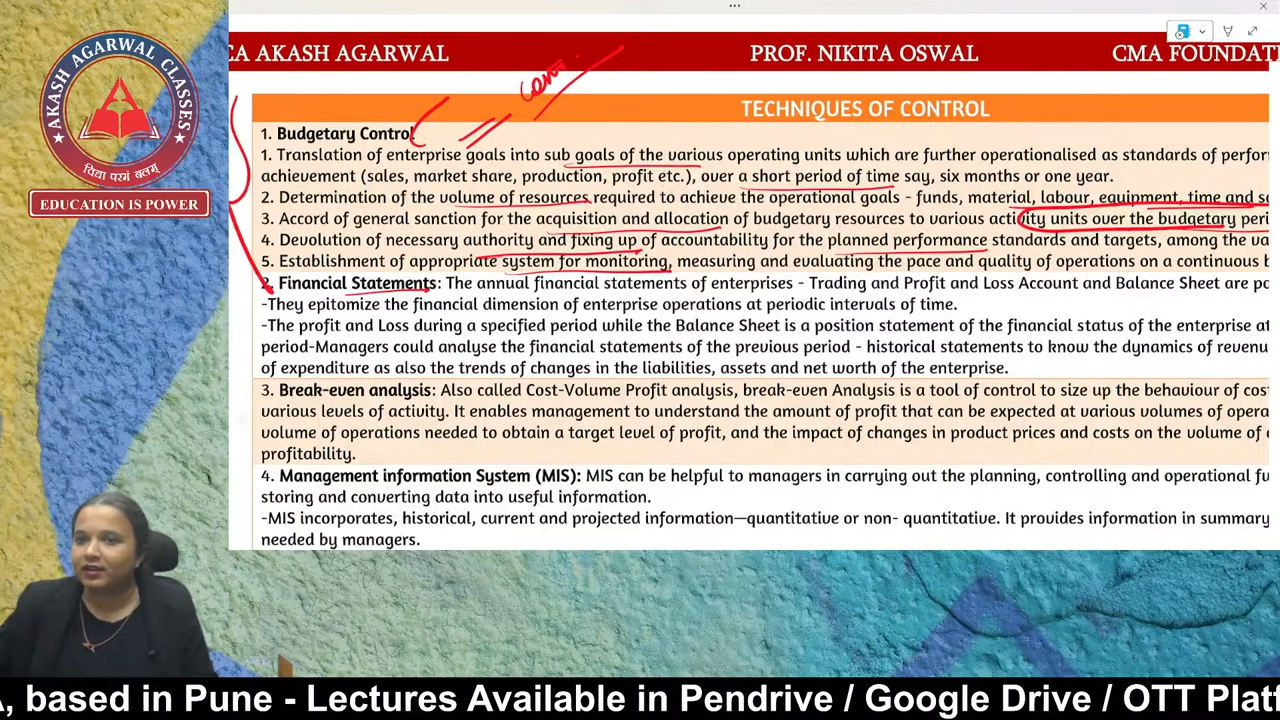 CA AKASH AGARWAL PROF. NIKITA OSWAL CMA FOUNDAT
AKASH AGARWAL CLASSES
विद्या परमं बलम्
EDUCATION IS POWER
TECHNIQUES OF CONTROL
1. Budgetary Control
1. Translation of enterprise goals into sub goals of the various operating units which are further operationalised as standards of perfor
achievement (sales, market share, production, profit etc.), over a short period of time say, six months or one year.
2. Determination of the volume of resources required to achieve the operational goals - funds, material, labour, equipment, time and so
3. Accord of general sanction for the acquisition and allocation of budgetary resources to various activity units over the budgetary peri
4. Devolution of necessary authority and fixing up of accountability for the planned performance standards and targets, among the va
5. Establishment of appropriate system for monitoring, measuring and evaluating the pace and quality of operations on a continuous b
2. Financial Statements: The annual financial statements of enterprises - Trading and Profit and Loss Account and Balance Sheet are po
-They epitomize the financial dimension of enterprise operations at periodic intervals of time.
-The profit and Loss during a specified period while the Balance Sheet is a position statement of the financial status of the enterprise at
period-Managers could analyse the financial statements of the previous period - historical statements to know the dynamics of revenu
of expenditure as also the trends of changes in the liabilities, assets and net worth of the enterprise.
3. Break-even analysis: Also called Cost-Volume Profit analysis, break-even Analysis is a tool of control to size up the behaviour of cos
various levels of activity. It enables management to understand the amount of profit that can be expected at various volumes of opera
volume of operations needed to obtain a target level of profit, and the impact of changes in product prices and costs on the volume of
profitability.
4. Management information System (MIS): MIS can be helpful to managers in carrying out the planning, controlling and operational fu
storing and converting data into useful information.
-MIS incorporates, historical, current and projected information—quantitative or non- quantitative. It provides information in summary
needed by managers.
A, based in Pune - Lectures Available in Pendrive / Google Drive / OTT Platf